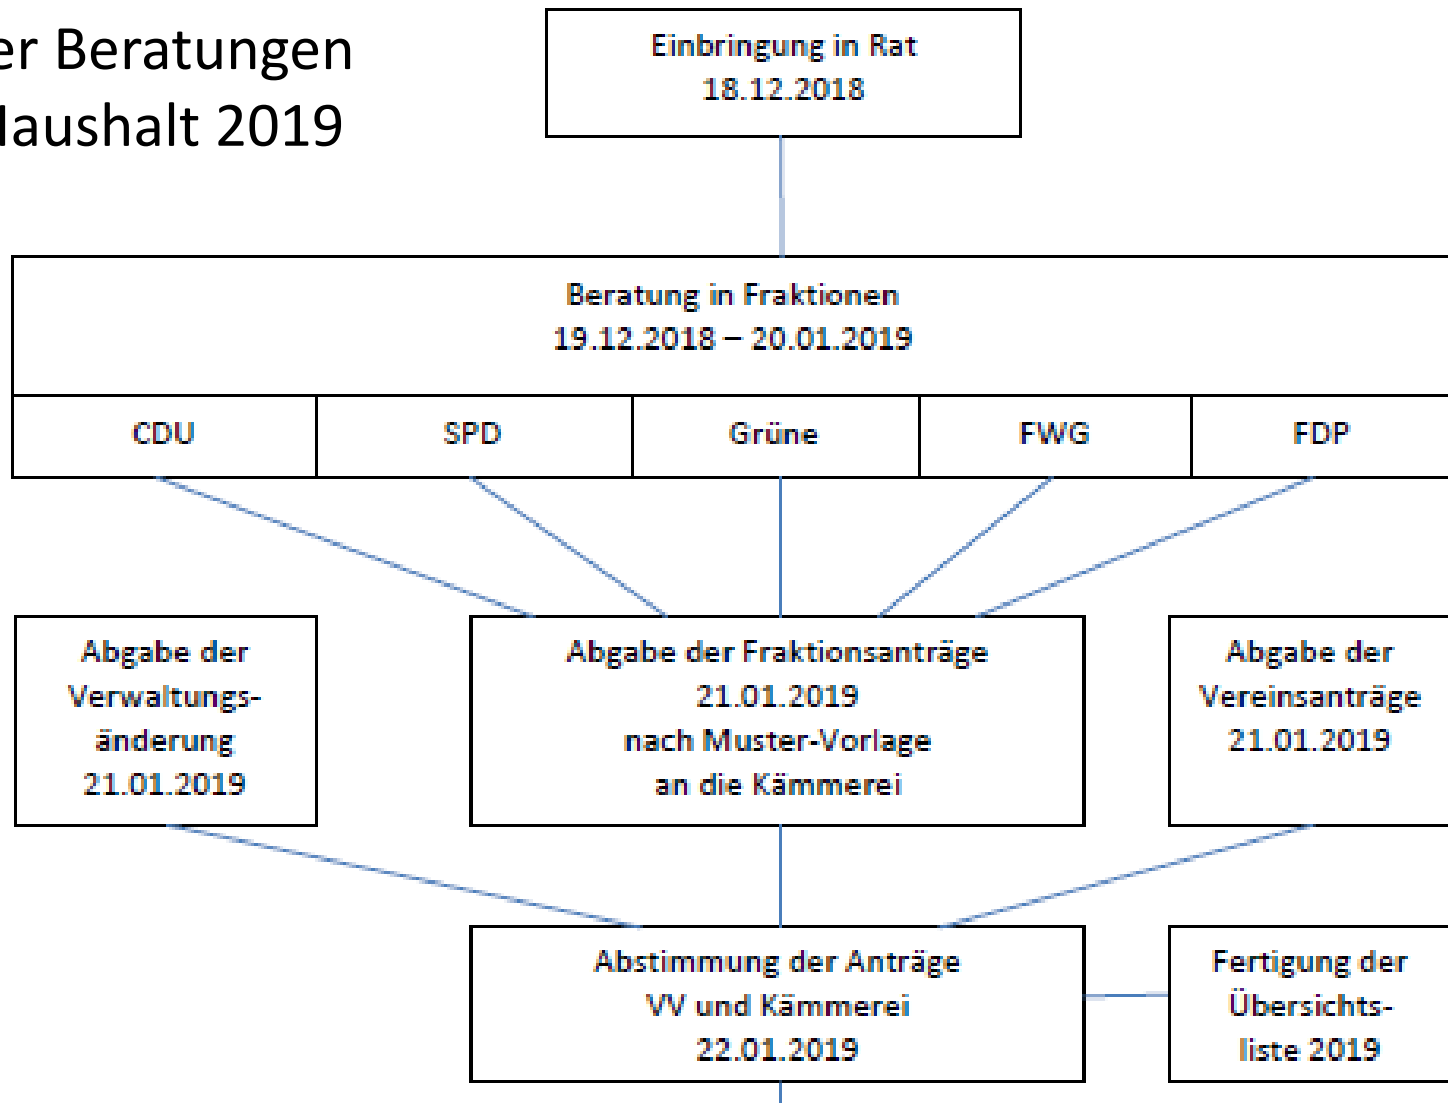 er Beratungen
Haushalt 2019
Einbringung in Rat
18.12.2018
Beratung in Fraktionen
19.12.2018 – 20.01.2019
CDU
SPD
Grüne
FWG
FDP
Abgabe der
Verwaltungs-
änderung
21.01.2019
Abgabe der Fraktionsanträge
21.01.2019
nach Muster-Vorlage
an die Kämmerei
Abgabe der
Vereinsanträge
21.01.2019
Abstimmung der Anträge
VV und Kämmerei
22.01.2019
Fertigung der
Übersichts-
liste 2019